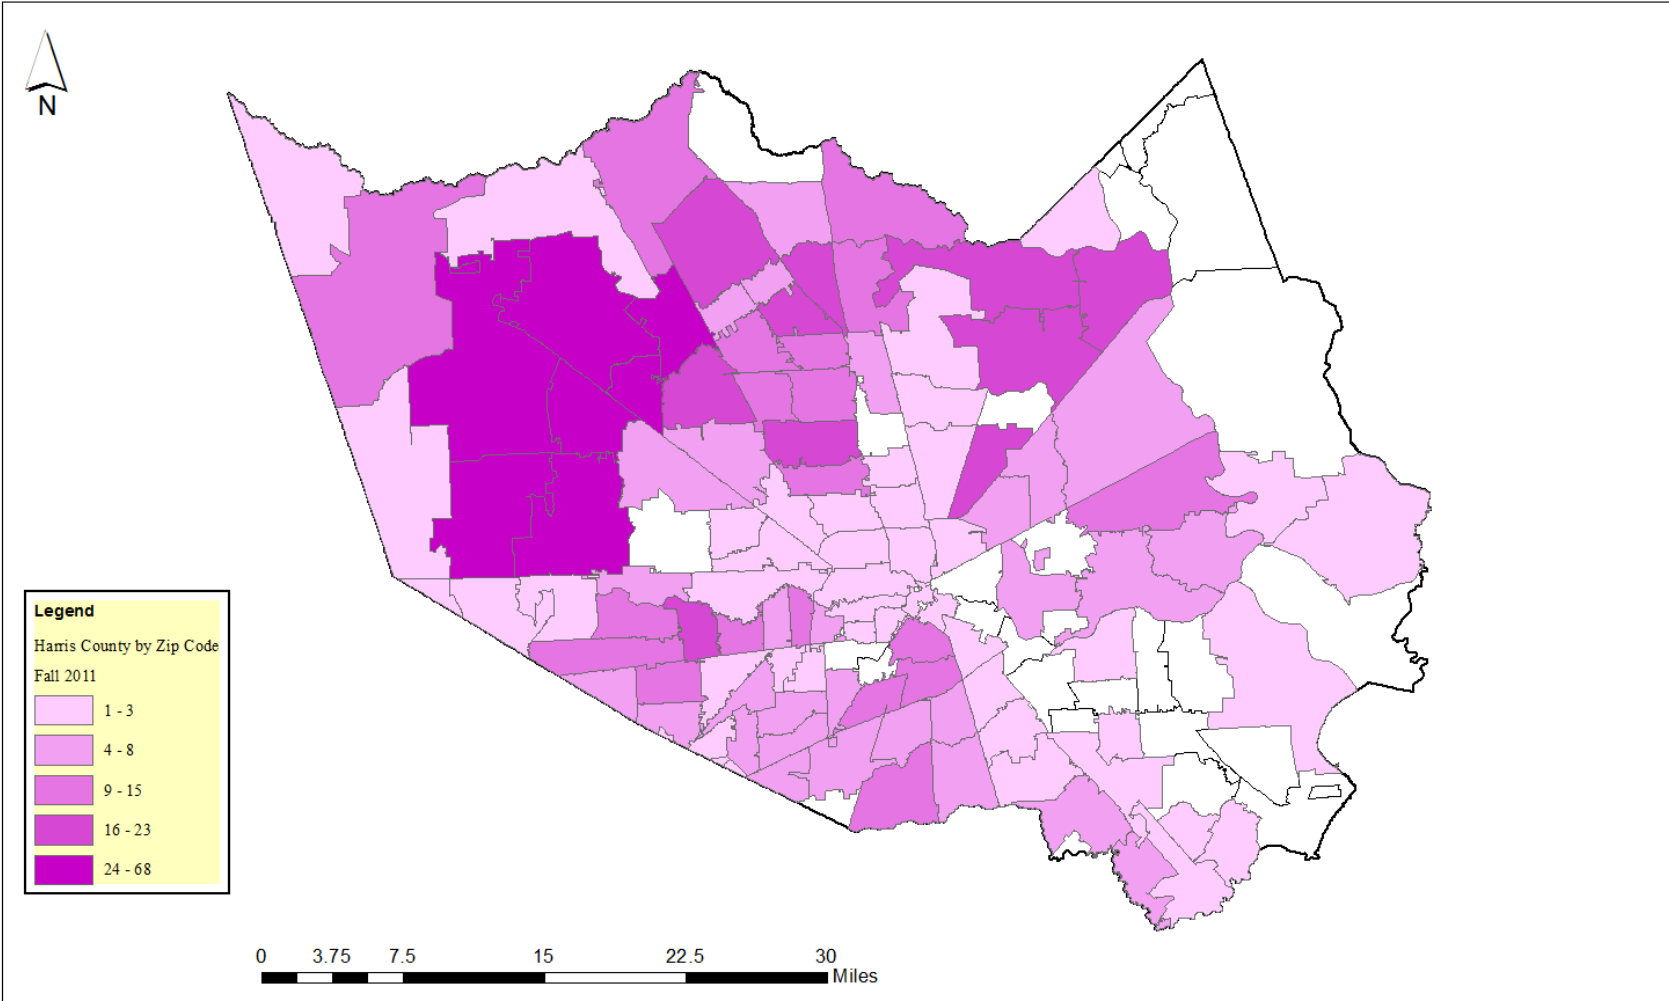 N
Legend
Harris County by Zip Code
Fall 2011
1 - 3
4 - 8
9 - 15
16 - 23
24 - 68
0 3.75 7.5 15 22.5 30
Miles